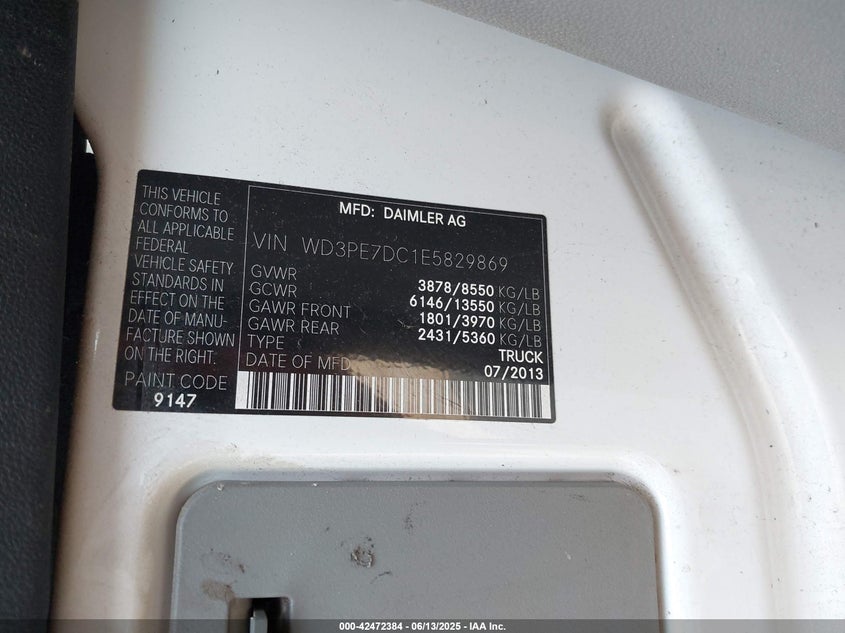 THIS VEHICLE
CONFORMS TO
ALL APPLICABLE
FEDERAL
VEHICLE SAFETY
STANDARDS IN
EFFECT ON THE
DATE OF MANU-
FACTURE SHOWN
ON THE RIGHT.
PAINT CODE
9147
MFD: DAIMLER AG
VIN WD3PE7DC1E5829869
GVWR 3878/8550 KG/LB
GCWR 6146/13550 KG/LB
GAWR FRONT 1801/3970 KG/LB
GAWR REAR 2431/5360 KG/LB
TYPE TRUCK
DATE OF MFD 07/2013
000-42472384 / 06/13/2025 - IAA Inc.